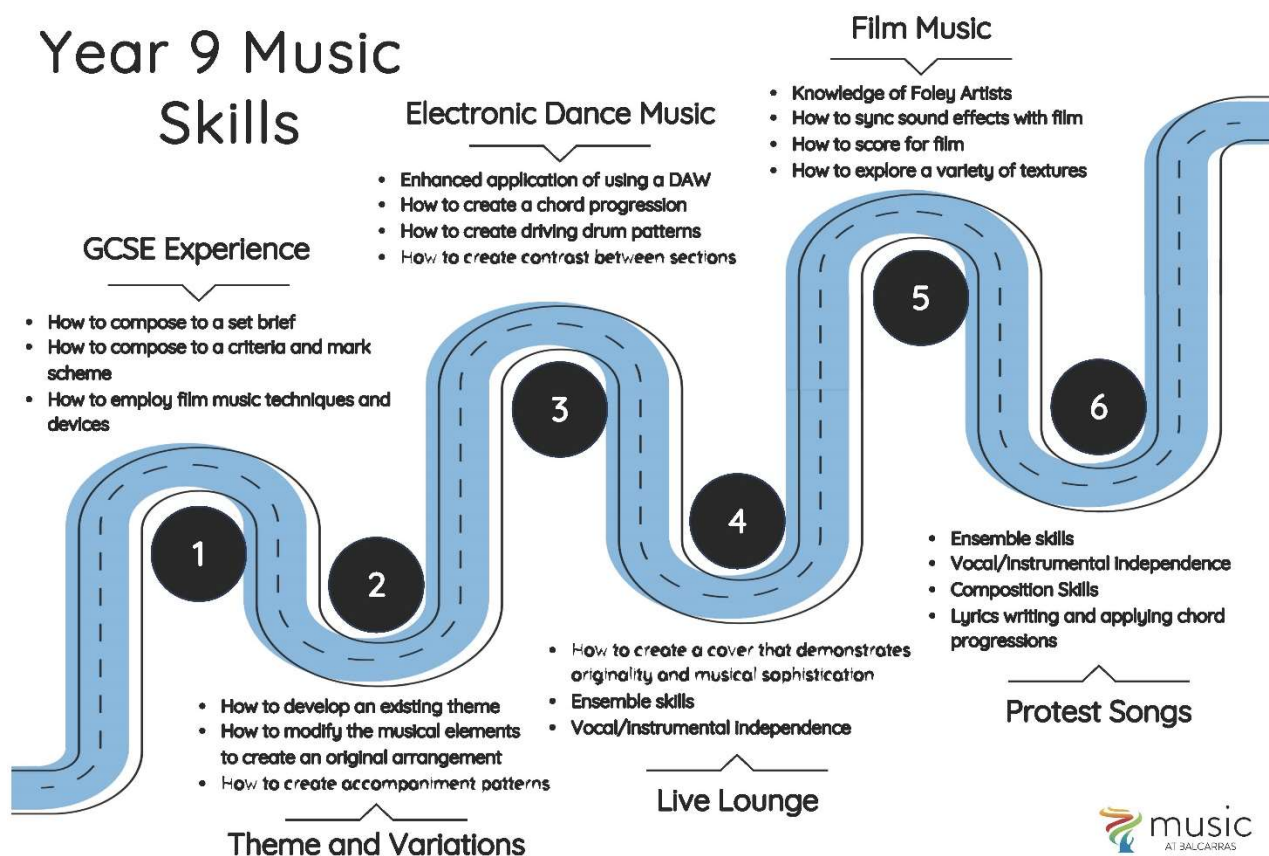 Year 9 Music
Skills
GCSE Experience
• How to compose to a set brief
• How to compose to a criteria and mark
scheme
• How to employ film music techniques and
devices
1
2
• How to develop an existing theme
• How to modify the musical elements
to create an original arrangement
• How to create accompaniment patterns
Theme and Variations
Electronic Dance Music
• Enhanced application of using a DAW
• How to create a chord progression
• How to create driving drum patterns
• How to create contrast between sections
3
4
• How to create a cover that demonstrates
originality and musical sophistication
• Ensemble skills
• Vocal/Instrumental Independence
Live Lounge
Film Music
• Knowledge of Foley Artists
• How to sync sound effects with film
• How to score for film
• How to explore a variety of textures
5
6
• Ensemble skills
• Vocal/Instrumental Independence
• Composition Skills
• Lyrics writing and applying chord
progressions
Protest Songs
music
AT BALCARRAS